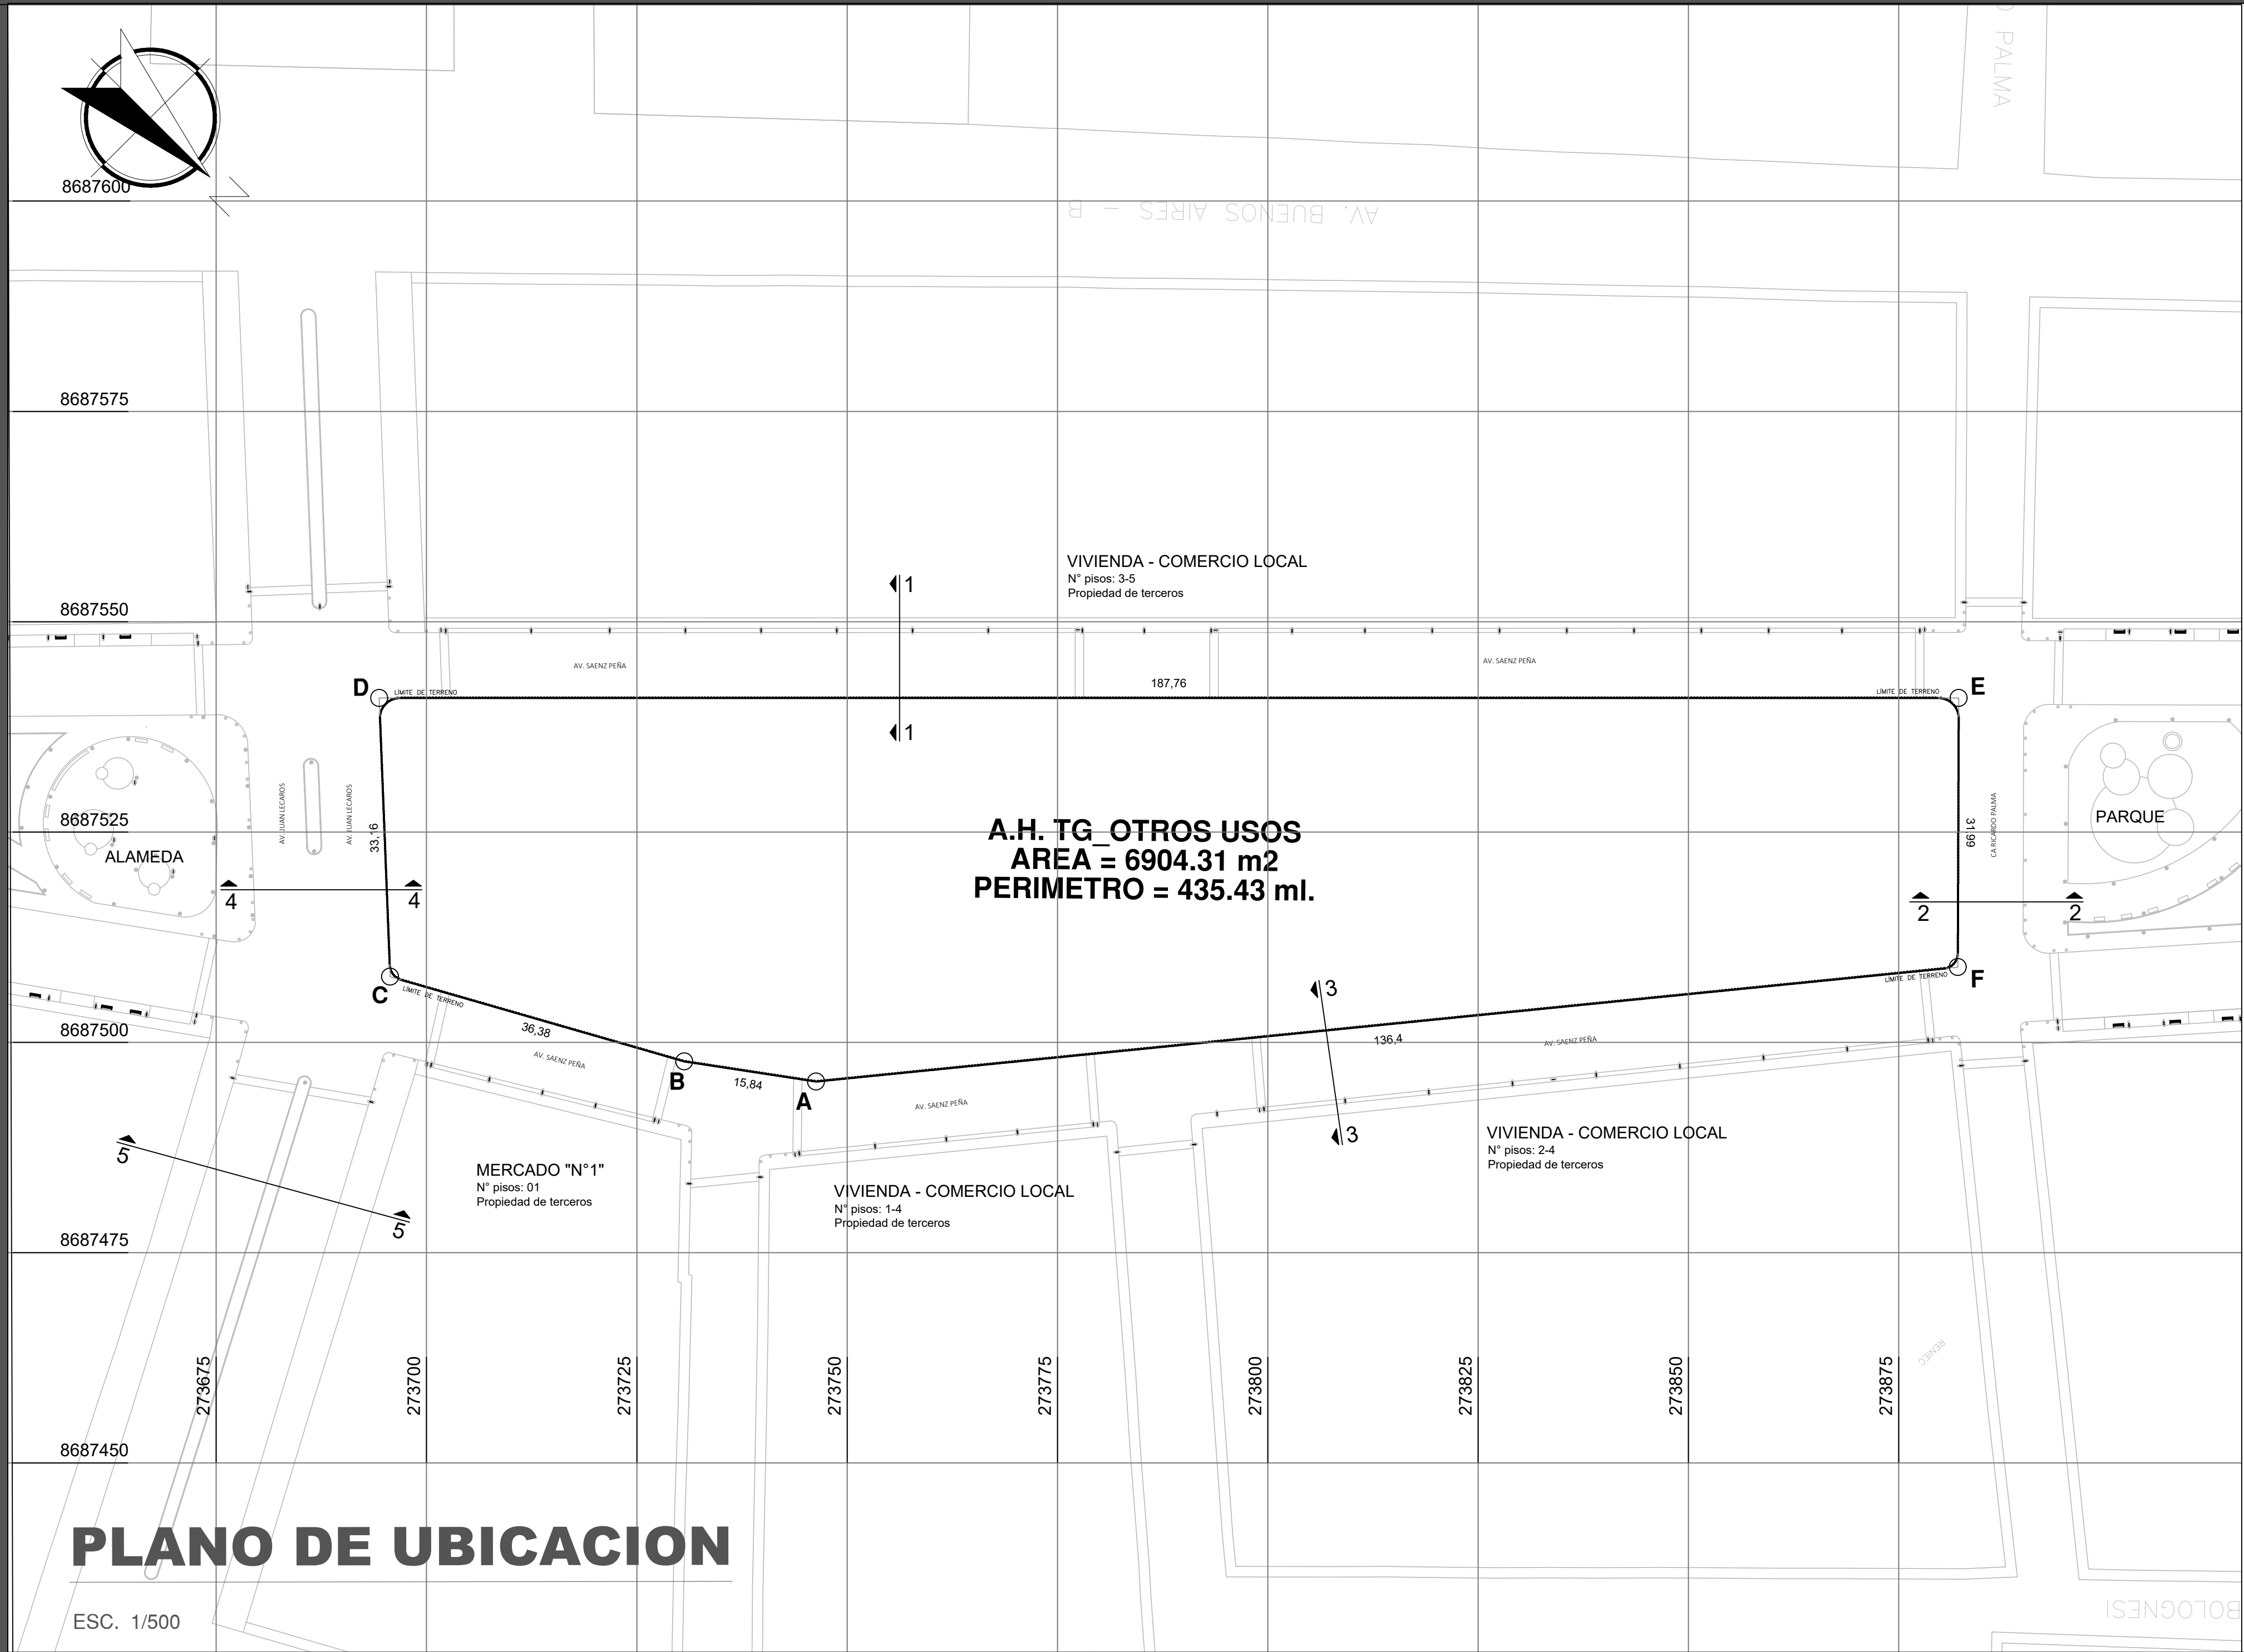 PALMA
8687600
AV. BUENOS AIRES - B
8687575
VIVIENDA - COMERCIO LOCAL
N° pisos: 3-5
Propiedad de terceros
1
8687550
AV. SAENZ PEÑA
AV. SAENZ PEÑA
187,76
D
LÍMITE DE TERRENO
LÍMITE DE TERRENO
E
1
AV. JUAN LECAROS
AV. JUAN LECAROS
33,16
8687525
ALAMEDA
A.H. TG_OTROS USOS
AREA = 6904.31 m2
PERIMETRO = 435.43 ml.
31,99
CA.RICARDO PALMA
PARQUE
4
4
2
2
C
LÍMITE DE TERRENO
LÍMITE DE TERRENO
F
3
8687500
36,38
AV. SAENZ PEÑA
136,4
AV. SAENZ PEÑA
B
15,84
A
AV. SAENZ PEÑA
3
5
5
MERCADO "N°1"
N° pisos: 01
Propiedad de terceros
VIVIENDA - COMERCIO LOCAL
N° pisos: 1-4
Propiedad de terceros
VIVIENDA - COMERCIO LOCAL
N° pisos: 2-4
Propiedad de terceros
8687475
RENIEC
273675
273700
273725
273750
273775
273800
273825
273850
273875
8687450
PLANO DE UBICACION
ESC. 1/500
BOLOGNESI